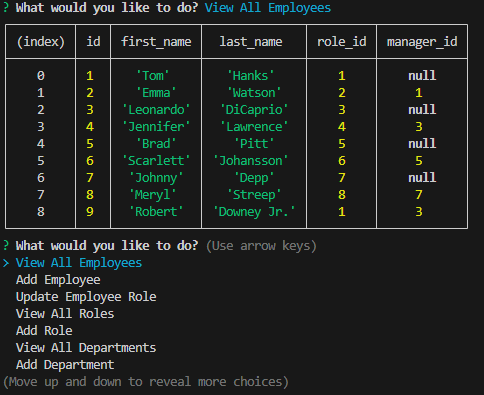 ? What would you like to do? View All Employees
(index) id first_name last_name role_id manager_id
0 1 'Tom' 'Hanks' 1 null
1 2 'Emma' 'Watson' 2 1
2 3 'Leonardo' 'DiCaprio' 3 null
3 4 'Jennifer' 'Lawrence' 4 3
4 5 'Brad' 'Pitt' 5 null
5 6 'Scarlett' 'Johansson' 6 5
6 7 'Johnny' 'Depp' 7 null
7 8 'Meryl' 'Streep' 8 7
8 9 'Robert' 'Downey Jr.' 1 3
? What would you like to do? (Use arrow keys)
> View All Employees
Add Employee
Update Employee Role
View All Roles
Add Role
View All Departments
Add Department
(Move up and down to reveal more choices)